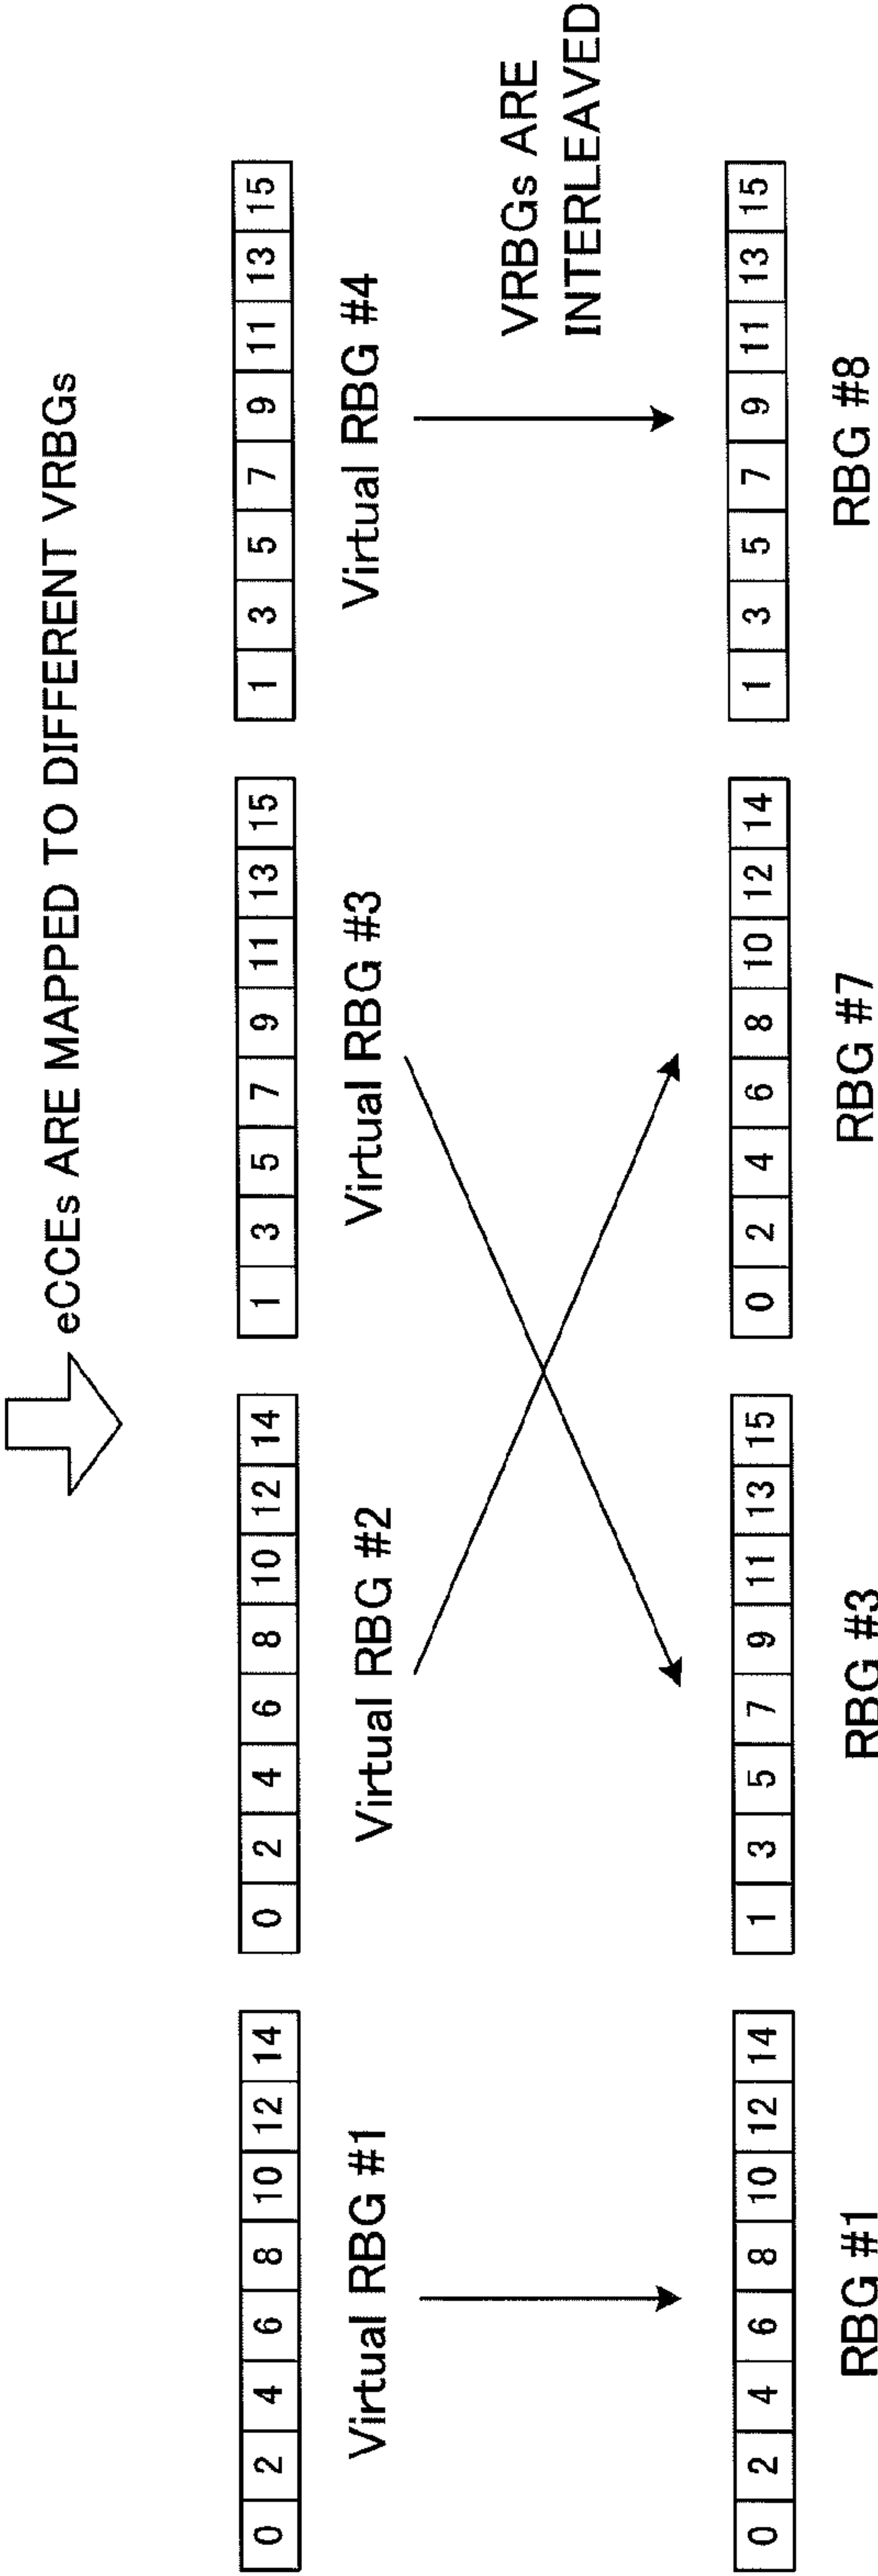 eCCEs ARE MAPPED TO DIFFERENT VRBGs
0 2 4 6 8 10 12 14
0 2 4 6 8 10 12 14
1 3 5 7 9 11 13 15
1 3 5 7 9 11 13 15
Virtual RBG #1
Virtual RBG #2
Virtual RBG #3
Virtual RBG #4
VRBGs ARE
INTERLEAVED
0 2 4 6 8 10 12 14
1 3 5 7 9 11 13 15
0 2 4 6 8 10 12 14
1 3 5 7 9 11 13 15
RBG #1
RBG #3
RBG #7
RBG #8